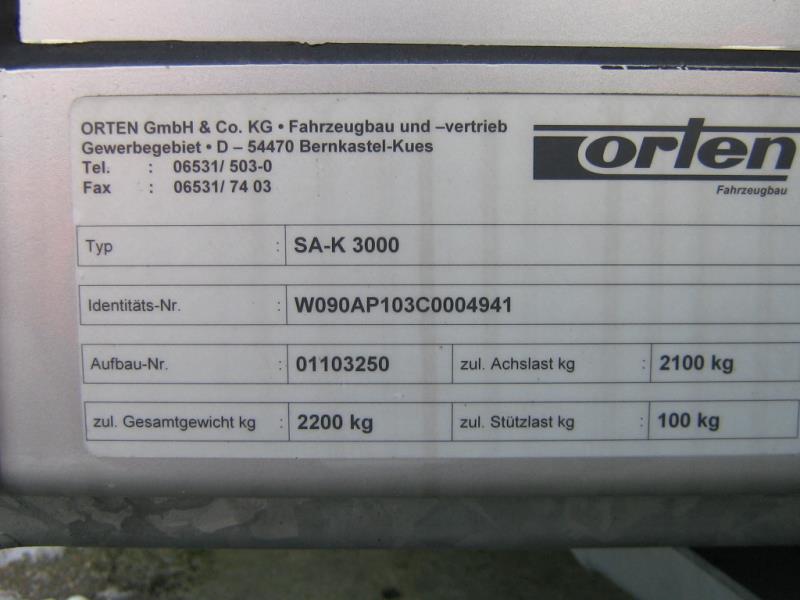 ORTEN GmbH & Co. KG • Fahrzeugbau und –vertrieb
Gewerbegebiet • D – 54470 Bernkastel-Kues
Tel. : 06531/ 503-0
Fax : 06531/ 74 03
orten
Fahrzeugbau
Typ : SA-K 3000
Identitäts-Nr. : W090AP103C0004941
Aufbau-Nr. : 01103250 zul. Achslast kg : 2100 kg
zul. Gesamtgewicht kg : 2200 kg zul. Stützlast kg : 100 kg